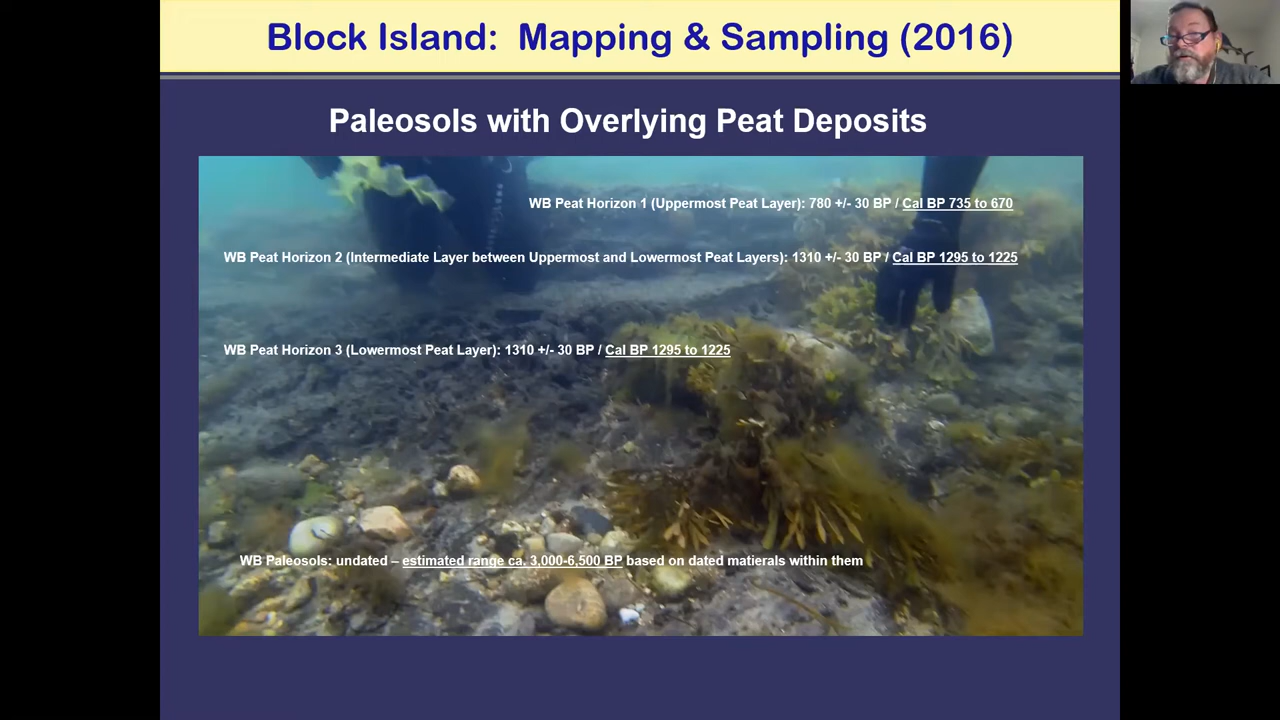 Block Island:  Mapping & Sampling (2016)
Paleosols with Overlying Peat Deposits
WB Peat Horizon 1 (Uppermost Peat Layer): 780 +/- 30 BP / Cal BP 735 to 670
WB Peat Horizon 2 (Intermediate Layer between Uppermost and Lowermost Peat Layers): 1310 +/- 30 BP / Cal BP 1295 to 1225
WB Peat Horizon 3 (Lowermost Peat Layer): 1310 +/- 30 BP / Cal BP 1295 to 1225
WB Paleosols: undated – estimated range ca. 3,000-6,500 BP based on dated matierals within them